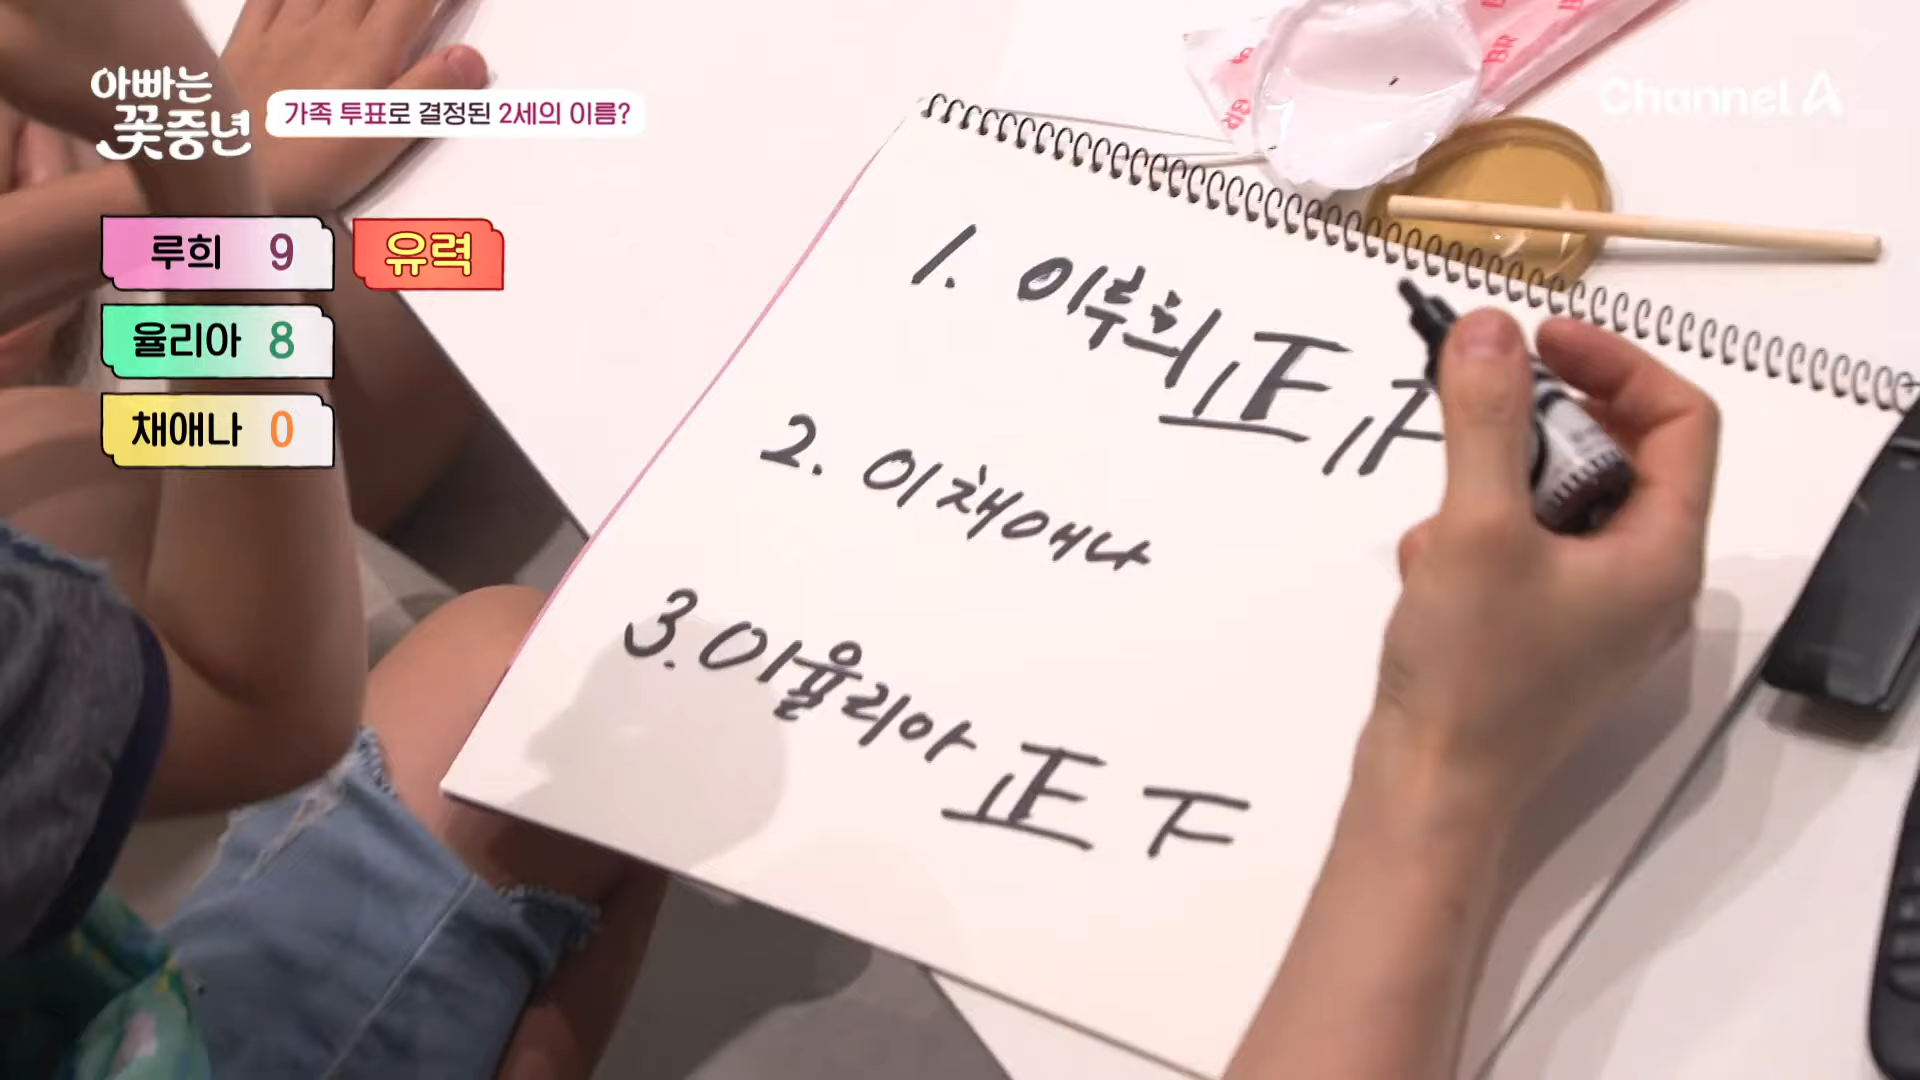 아빠는
꽃중년
가족 투표로 결정된 2세의 이름?
Channel A
루희 9 유력
율리아 8
채애나 0
BR
1. 이루희 正
2. 이채애나
3. 이율리아 正 下